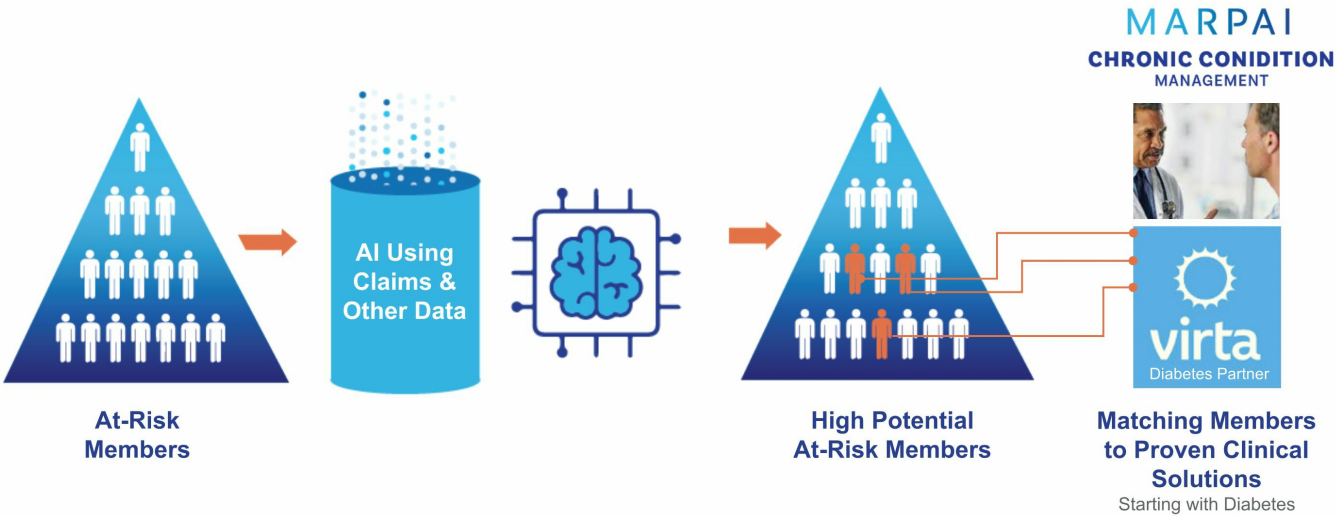 MARPAI
CHRONIC CONIDITION
MANAGEMENT
AI Using
Claims &
Other Data
virta
Diabetes Partner
At-Risk
Members
High Potential
At-Risk Members
Matching Members
to Proven Clinical
Solutions
Starting with Diabetes